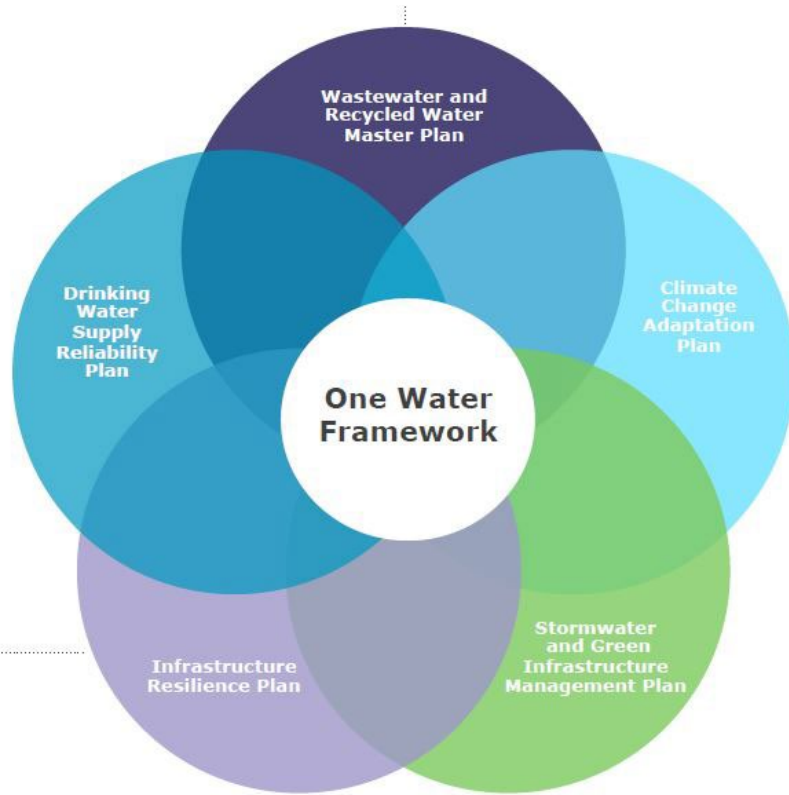 Wastewater and
Recycled Water
Master Plan
Drinking
Water
Supply
Reliability
Plan
Climate
Change
Adaptation
Plan
One Water
Framework
Infrastructure
Resilience Plan
Stormwater
and Green
Infrastructure
Management Plan